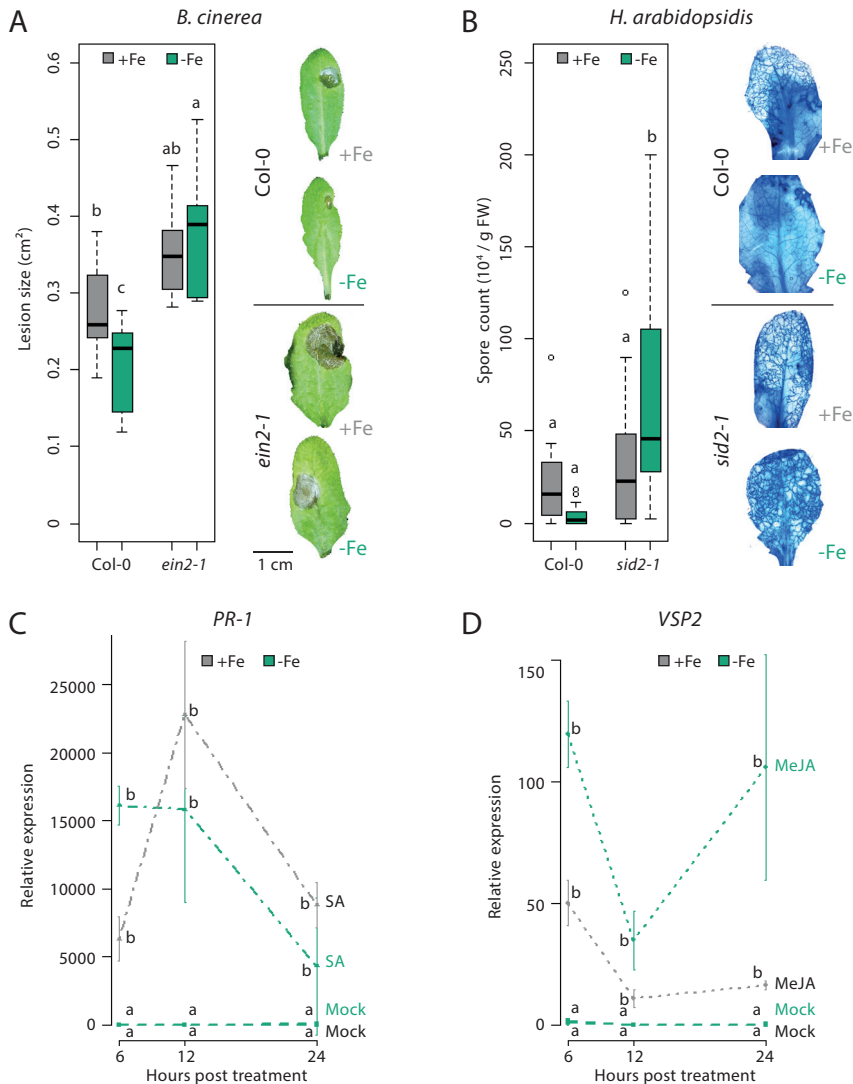 A
B. cinerea
+Fe
-Fe
0.6
0.5
0.4
0.3
0.2
0.1
0
Lesion size (cm²)
b
c
ab
a
Col-0
ein2-1
Col-0
+Fe
-Fe
ein2-1
+Fe
-Fe
1 cm
B
H. arabidopsidis
+Fe
-Fe
250
200
150
100
50
0
Spore count (10⁴ / g FW)
a
a
a
b
Col-0
sid2-1
Col-0
+Fe
-Fe
sid2-1
+Fe
-Fe
C
PR-1
+Fe
-Fe
25000
20000
15000
10000
5000
0
Relative expression
b
b
b
b
b
b
SA
SA
a
a
a
Mock
a
a
a
Mock
6
12
24
Hours post treatment
D
VSP2
+Fe
-Fe
150
100
50
0
Relative expression
b
b
b
MeJA
b
b
b
MeJA
a
a
a
Mock
a
a
a
Mock
6
12
24
Hours post treatment